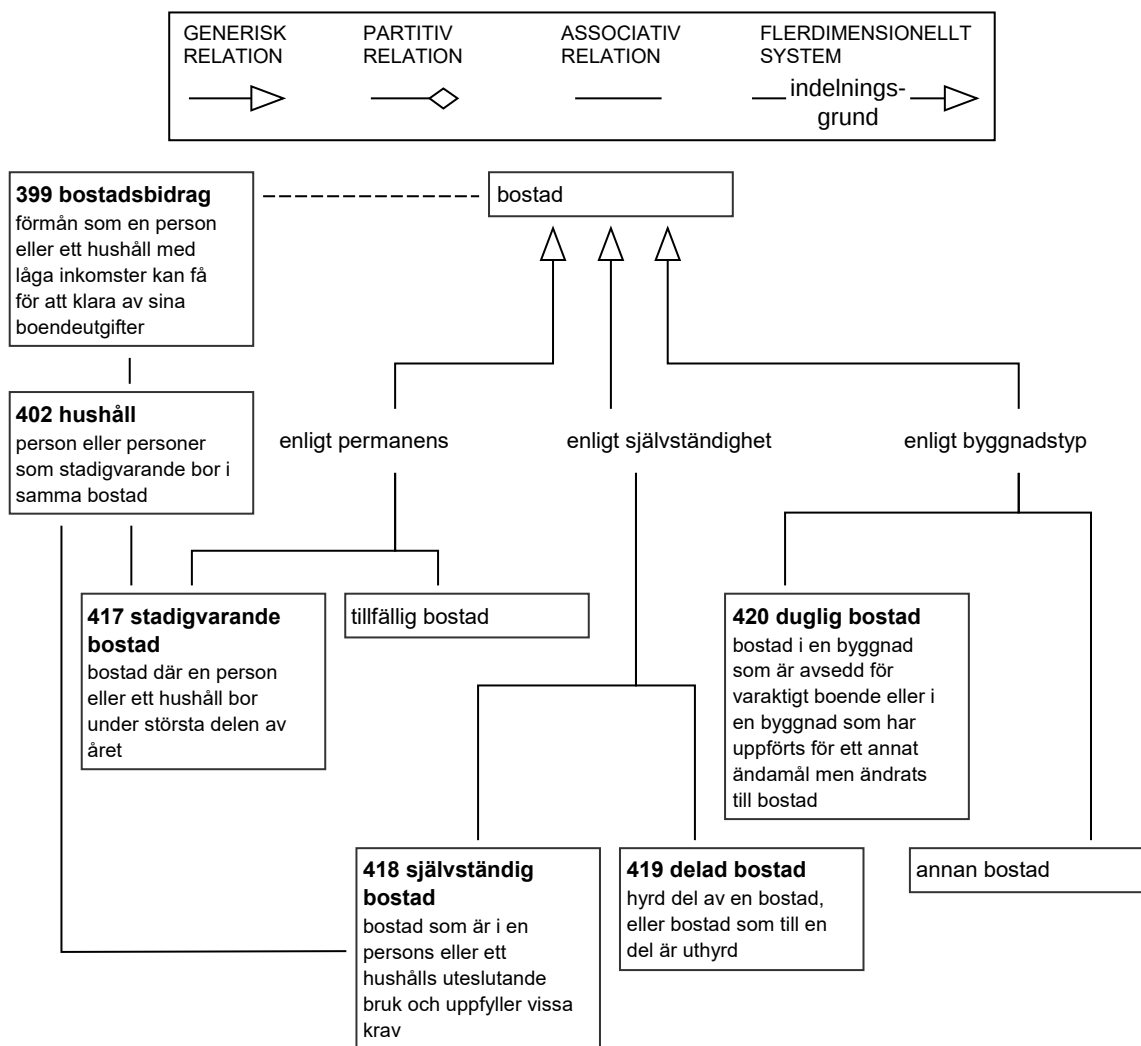 GENERISK
RELATION
PARTITIV
RELATION
ASSOCIATIV
RELATION
FLERDIMENSIONELLT
SYSTEM
indelnings-
grund
399 bostadsbidrag
förmån som en person
eller ett hushåll med
låga inkomster kan få
för att klara av sina
boendeutgifter
bostad
402 hushåll
person eller personer
som stadigvarande bor i
samma bostad
enligt permanens
enligt självständighet
enligt byggnadstyp
417 stadigvarande
bostad
bostad där en person
eller ett hushåll bor
under största delen av
året
tillfällig bostad
420 duglig bostad
bostad i en byggnad
som är avsedd för
varaktigt boende eller i
en byggnad som har
uppförts för ett annat
ändamål men ändrats
till bostad
418 självständig
bostad
bostad som är i en
persons eller ett
hushålls uteslutande
bruk och uppfyller vissa
krav
419 delad bostad
hyrd del av en bostad,
eller bostad som till en
del är uthyrd
annan bostad